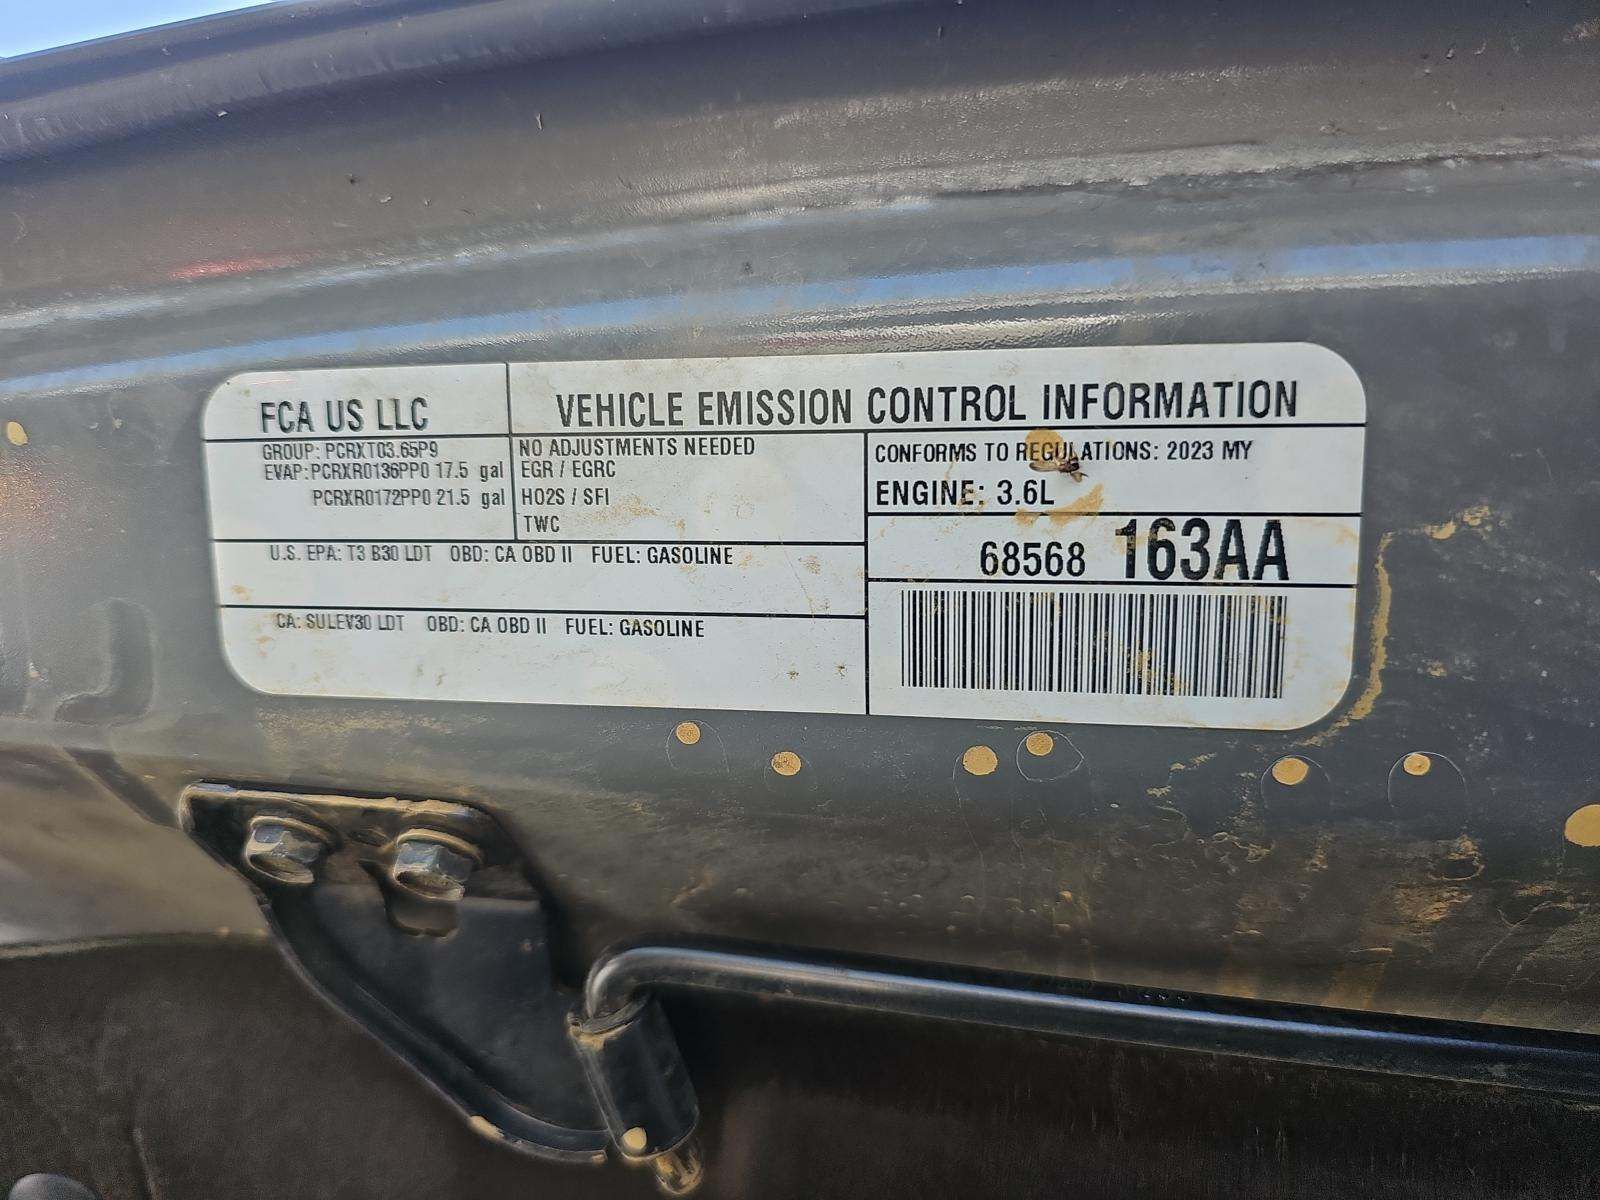 FCA US LLC
VEHICLE EMISSION CONTROL INFORMATION
GROUP: PCRXT03.65P9
EVAP: PCRXR0136PP0 17.5 gal
PCRXR0172PP0 21.5 gal
NO ADJUSTMENTS NEEDED
EGR / EGRC
HO2S / SFI
TWC
CONFORMS TO REGULATIONS: 2023 MY
ENGINE: 3.6L
68568 163AA
U.S. EPA: T3 B30 LDT OBD: CA OBD II FUEL: GASOLINE
CA: SULEV30 LDT OBD: CA OBD II FUEL: GASOLINE